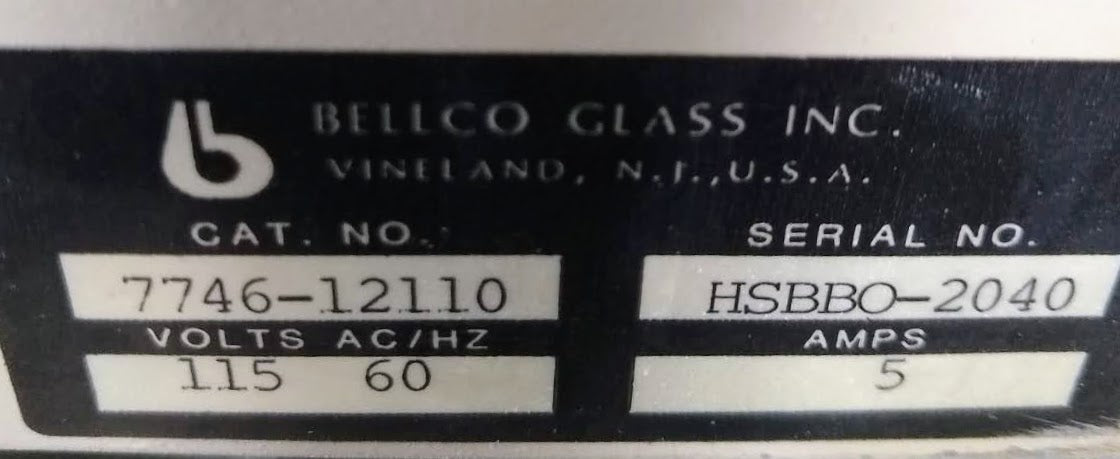 BELLCO GLASS INC.
VINELAND, N.J., U.S.A.
CAT. NO. SERIAL NO.
7746-12110 HSBBO-2040
VOLTS AC/HZ AMPS
115 60 5